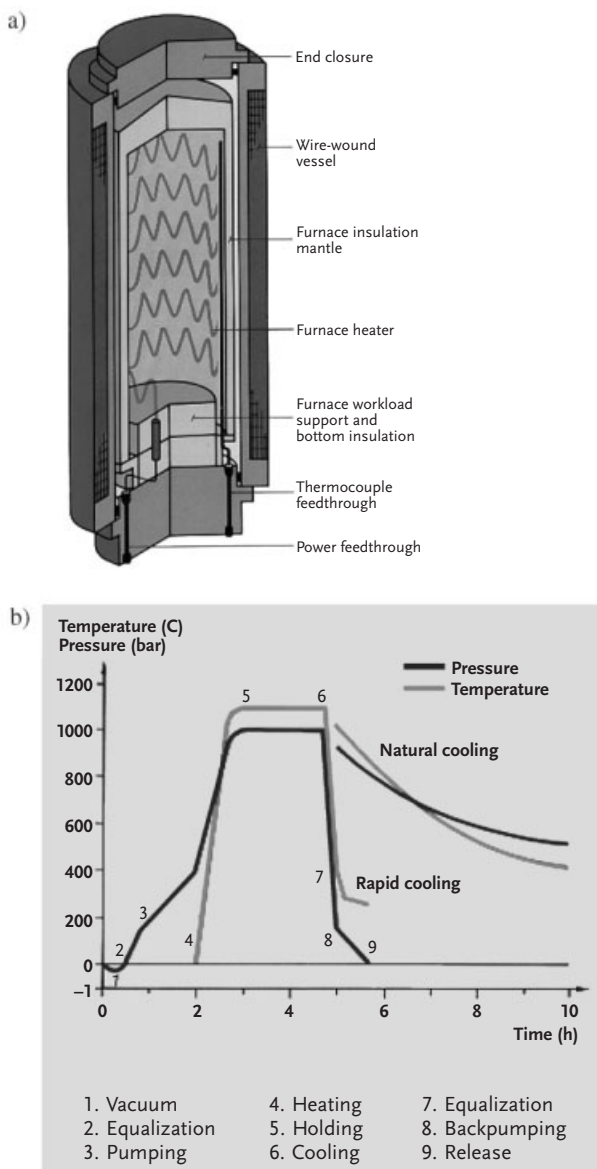 a)
End closure
Wire-wound
vessel
Furnace insulation
mantle
Furnace heater
Furnace workload
support and
bottom insulation
Thermocouple
feedthrough
Power feedthrough
b)
Temperature (C)
Pressure (bar)
Pressure
Temperature
1200
5
6
1000
Natural cooling
800
600
400
7
Rapid cooling
200
3
2
4
8
9
0
1
−1
0
2
4
6
8
10
Time (h)
1. Vacuum
4. Heating
7. Equalization
2. Equalization
5. Holding
8. Backpumping
3. Pumping
6. Cooling
9. Release